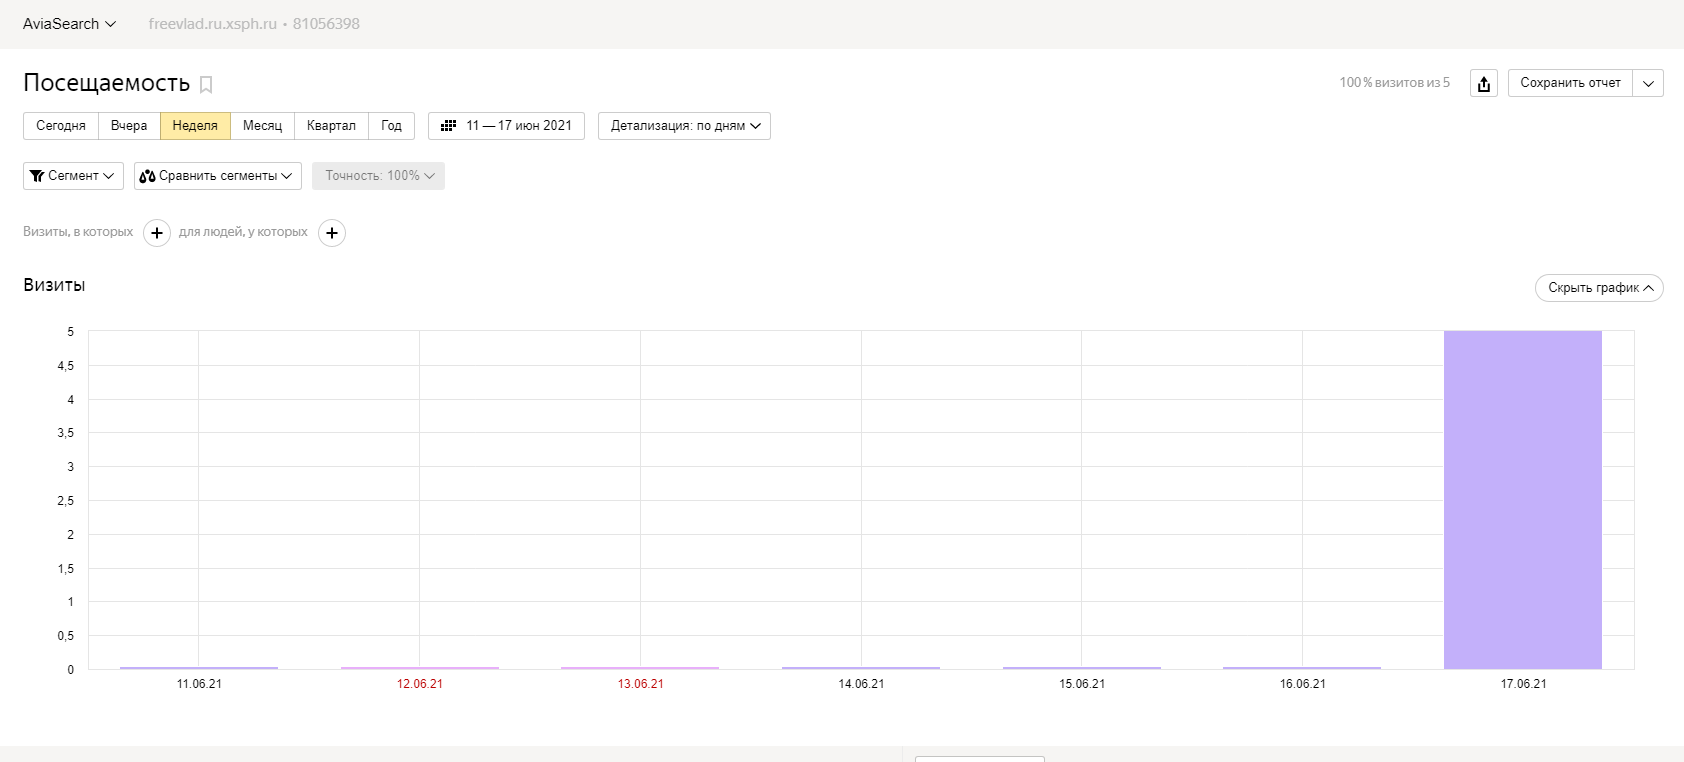 AviaSearch freevlad.ru.xsph.ru • 81056398
Посещаемость 100 % визитов из 5 Сохранить отчет
Сегодня Вчера Неделя Месяц Квартал Год 11 — 17 июн 2021 Детализация: по дням
Сегмент Сравнить сегменты Точность: 100%
Визиты, в которых + для людей, у которых +
Визиты Скрыть график
5
4,5
4
3,5
3
2,5
2
1,5
1
0,5
0
11.06.21 12.06.21 13.06.21 14.06.21 15.06.21 16.06.21 17.06.21